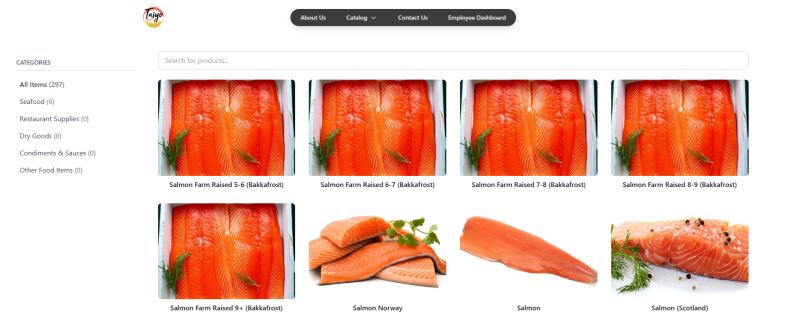 Taiyo
About Us Catalog Contact Us Employee Dashboard
CATEGORIES
All Items (297)
Seafood (6)
Restaurant Supplies (0)
Dry Goods (0)
Condiments & Sauces (0)
Other Food Items (0)
Search for products...
Salmon Farm Raised 5-6 (Bakkafrost)
Salmon Farm Raised 6-7 (Bakkafrost)
Salmon Farm Raised 7-8 (Bakkafrost)
Salmon Farm Raised 8-9 (Bakkafrost)
Salmon Farm Raised 9+ (Bakkafrost)
Salmon Norway
Salmon
Salmon (Scotland)